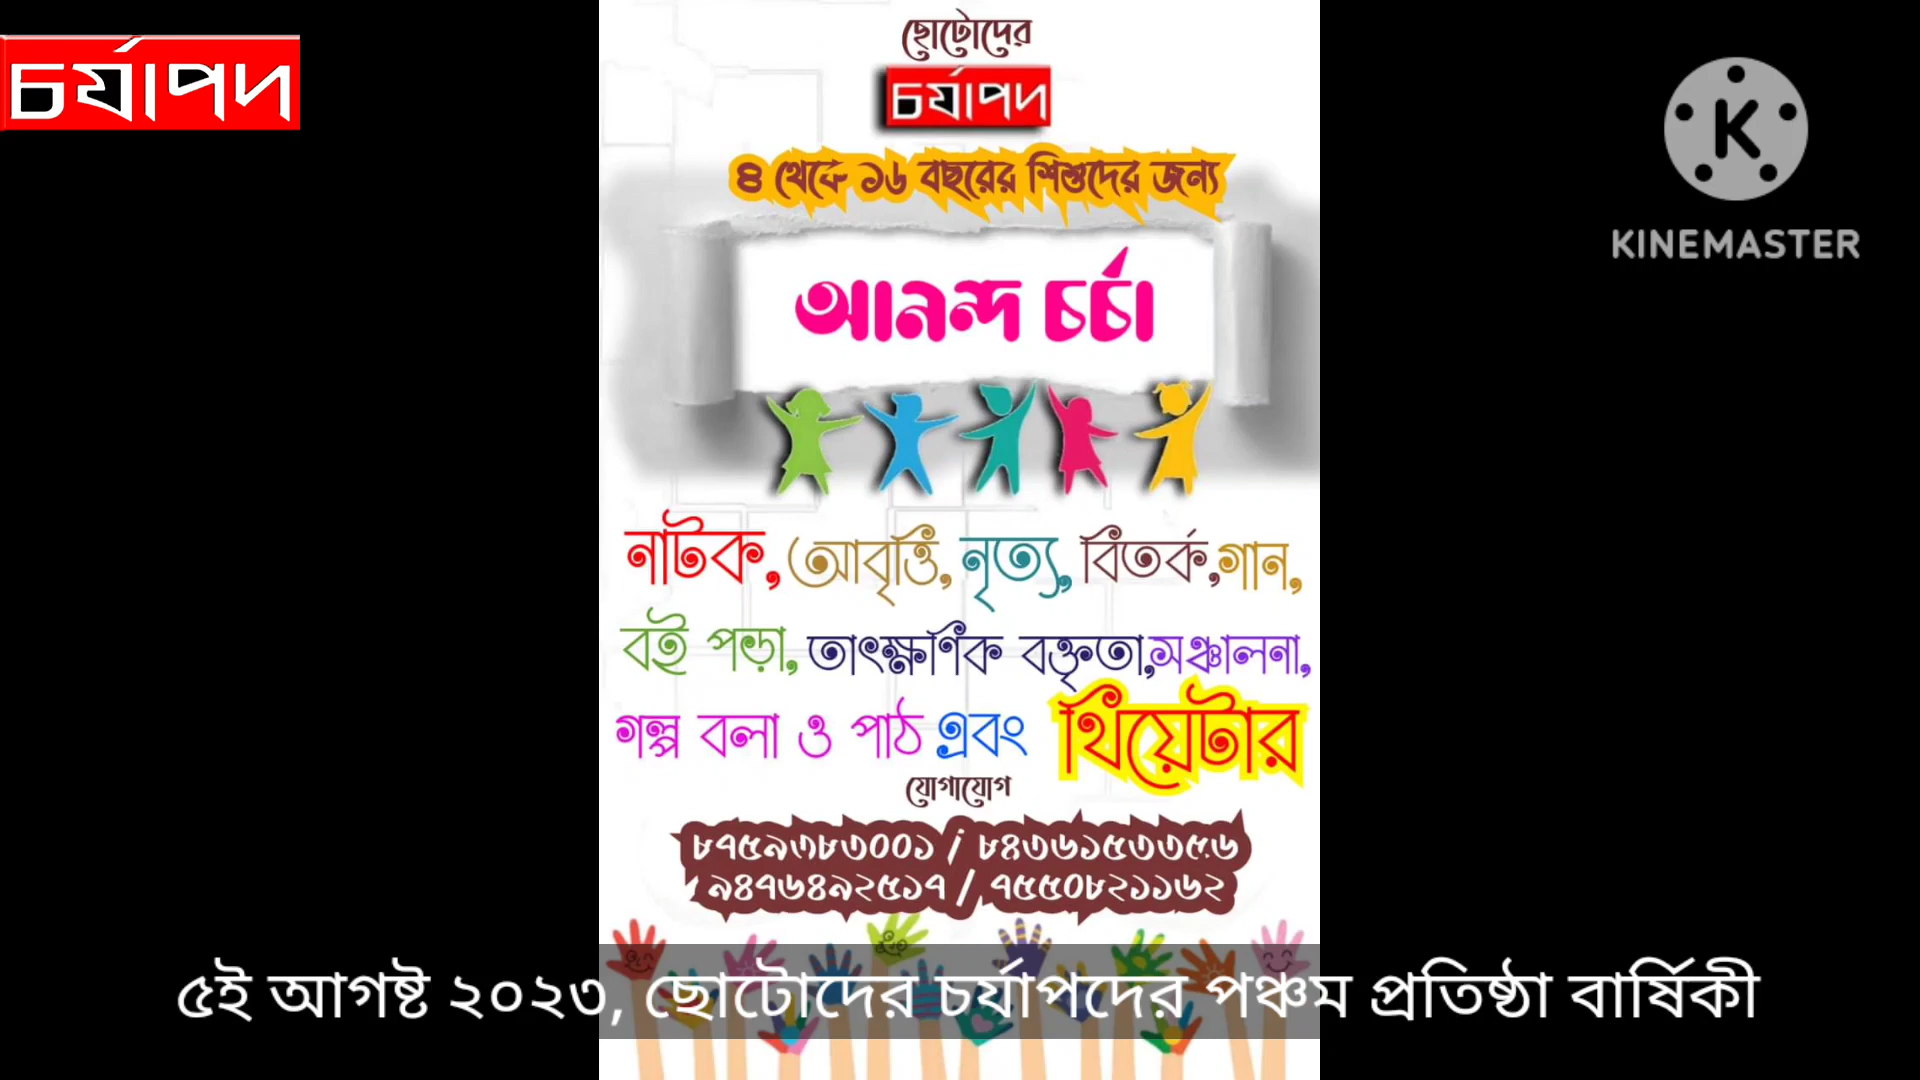 চর্যাপদ
ছোটোদের
চর্যাপদ
৪ থেকে ১৬ বছরের শিশুদের জন্য
আনন্দ চর্চা
নাটক, আবৃত্তি, নৃত্য, বিতর্ক, গান,
বই পড়া, তাৎক্ষণিক বক্তৃতা, সঞ্চালনা,
গল্প বলা ও পাঠ এবং থিয়েটার
যোগাযোগ
৮৭৫৯৩৮৩০০১ / ৮৪৩৬১৫৩৩৫৬
৯৪৭৬৪৯২৫১৭ / ৭৫৫০৮২১১৬২
৫ই আগষ্ট ২০২৩, ছোটোদের চর্যাপদের পঞ্চম প্রতিষ্ঠা বার্ষিকী
K
KINEMASTER